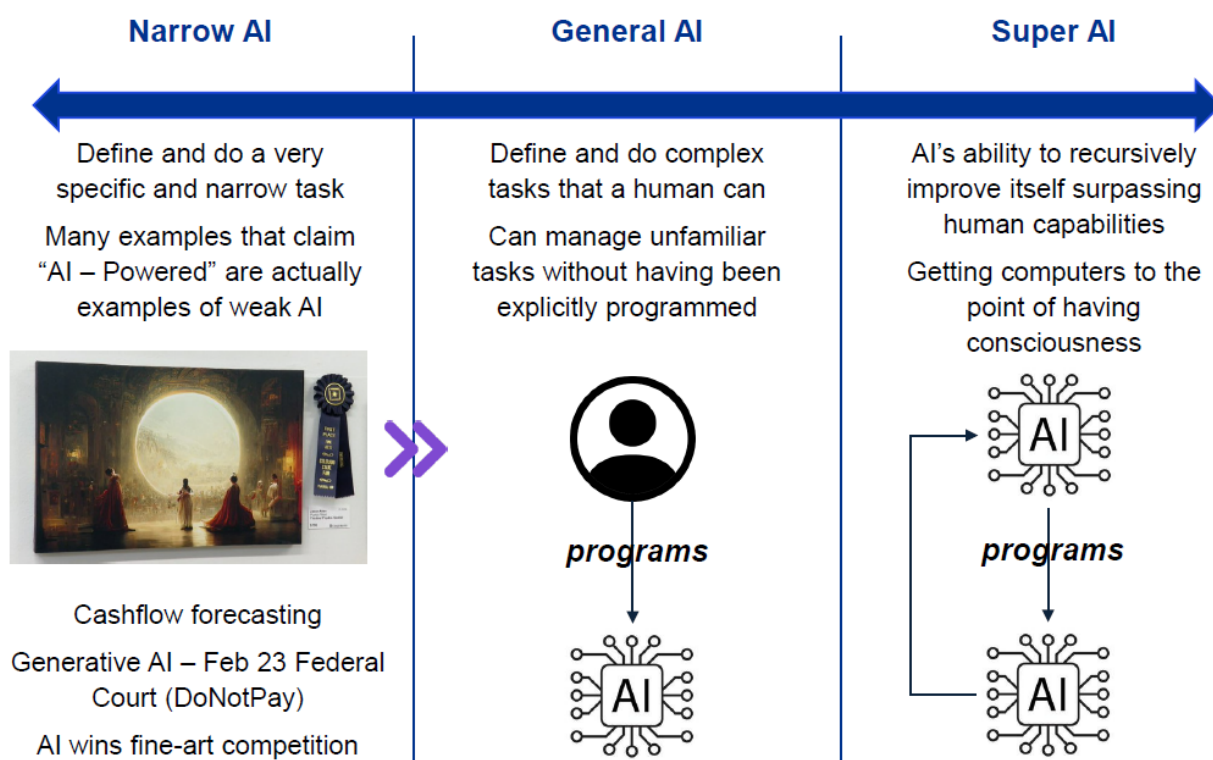 Narrow AI
General AI
Super AI
Define and do a very
specific and narrow task
Many examples that claim
“AI – Powered” are actually
examples of weak AI
Cashflow forecasting
Generative AI – Feb 23 Federal
Court (DoNotPay)
AI wins fine-art competition
Define and do complex
tasks that a human can
Can manage unfamiliar
tasks without having been
explicitly programmed
programs
AI
AI’s ability to recursively
improve itself surpassing
human capabilities
Getting computers to the
point of having
consciousness
AI
programs
AI